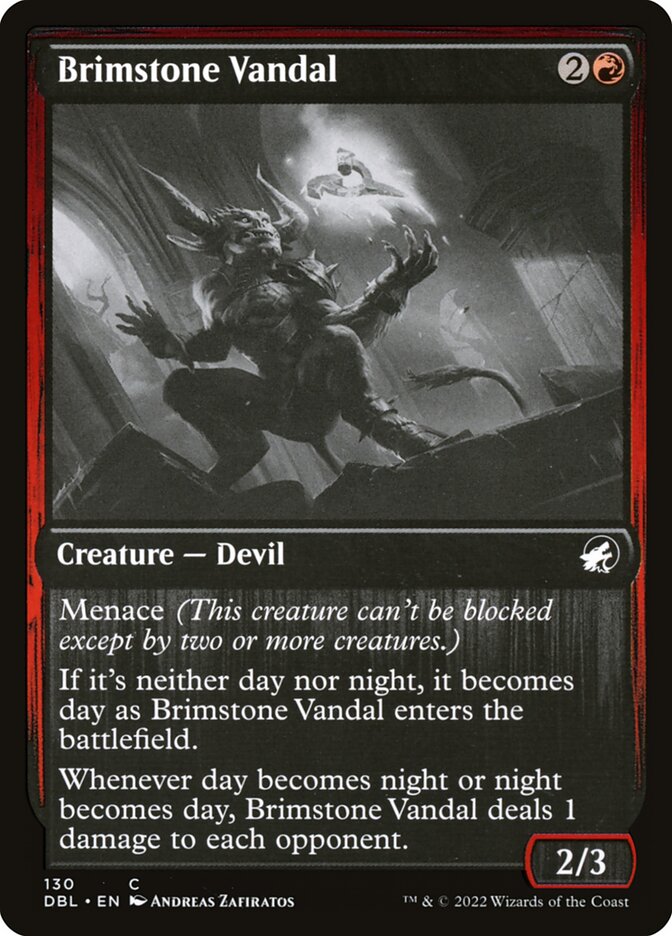 Brimstone Vandal 2
Creature — Devil
Menace (This creature can't be blocked
except by two or more creatures.)
If it's neither day nor night, it becomes
day as Brimstone Vandal enters the
battlefield.
Whenever day becomes night or night
becomes day, Brimstone Vandal deals 1
damage to each opponent.
2/3
130 C
DBL • EN Andreas Zafiratos ™ & © 2022 Wizards of the Coast